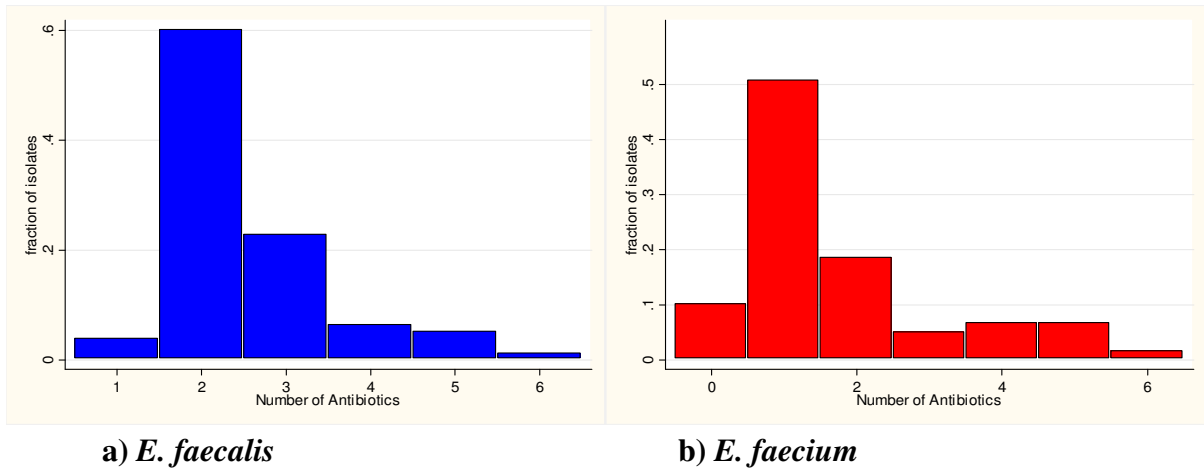 fraction of isolates
.6
.4
.2
0
1 2 3 4 5 6
Number of Antibiotics
fraction of isolates
.5
.4
.3
.2
.1
0
0 2 4 6
Number of Antibiotics
a) E. faecalis
b) E. faecium